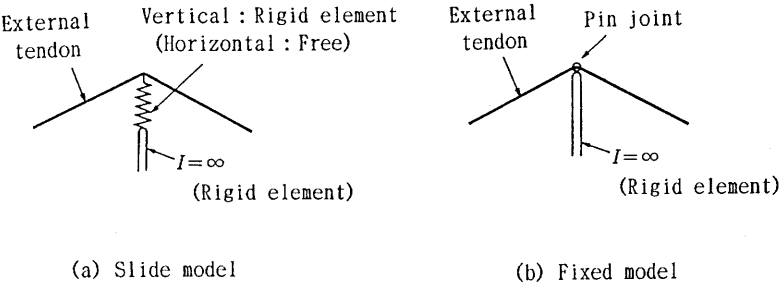 External
tendon
Vertical : Rigid element
(Horizontal : Free)
I=∞
(Rigid element)
(a) Slide model
External
tendon
Pin joint
I=∞
(Rigid element)
(b) Fixed model